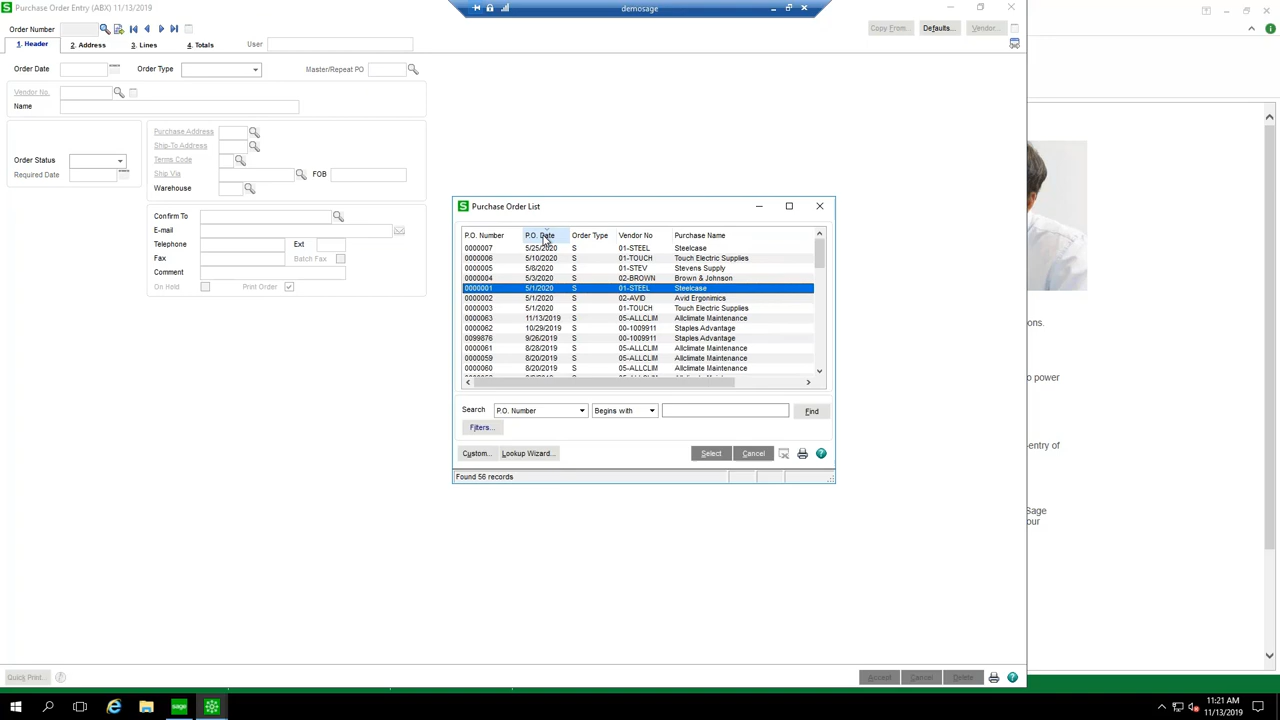 Purchase Order Entry (ABX) 11/13/2019
demosage
Order Number
Copy From...
Defaults...
Vendor...
1. Header
2. Address
3. Lines
4. Totals
User
Order Date
Order Type
Master/Repeat PO
Vendor No.
Name
Purchase Address
Ship-To Address
Order Status
Terms Code
Required Date
Ship Via
FOB
Warehouse
Confirm To
E-mail
Telephone
Ext
Fax
Batch Fax
Comment
On Hold
Print Order
Purchase Order List
P.O. Number P.O. Date Order Type Vendor No Purchase Name
0000007 5/25/2020 S 01-STEEL Steelcase
0000006 5/10/2020 S 01-TOUCH Touch Electric Supplies
0000005 5/8/2020 S 01-STEV Stevens Supply
0000004 5/3/2020 S 02-BROWN Brown & Johnson
0000001 5/1/2020 S 01-STEEL Steelcase
0000002 5/1/2020 S 02-AVID Avid Ergonimics
0000003 5/1/2020 S 01-TOUCH Touch Electric Supplies
0000063 11/13/2019 S 05-ALLCLIM Allclimate Maintenance
0000062 10/29/2019 S 00-1009911 Staples Advantage
0099876 9/26/2019 S 00-1009911 Staples Advantage
0000061 8/28/2019 S 05-ALLCLIM Allclimate Maintenance
0000059 8/20/2019 S 05-ALLCLIM Allclimate Maintenance
0000060 8/20/2019 S 05-ALLCLIM Allclimate Maintenance
Search P.O. Number Begins with Find
Filters...
Custom... Lookup Wizard... Select Cancel
Found 56 records
ons.
to power
entry of
Sage
our
Quick Print...
Accept Cancel Delete
sage
11:21 AM
11/13/2019